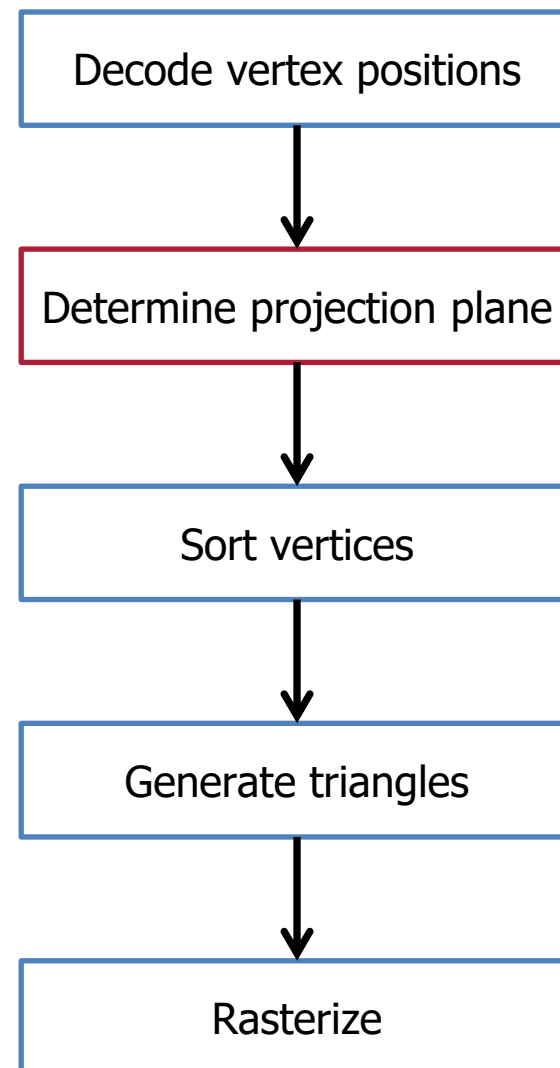 Decode vertex positions
Determine projection plane
Sort vertices
Generate triangles
Rasterize